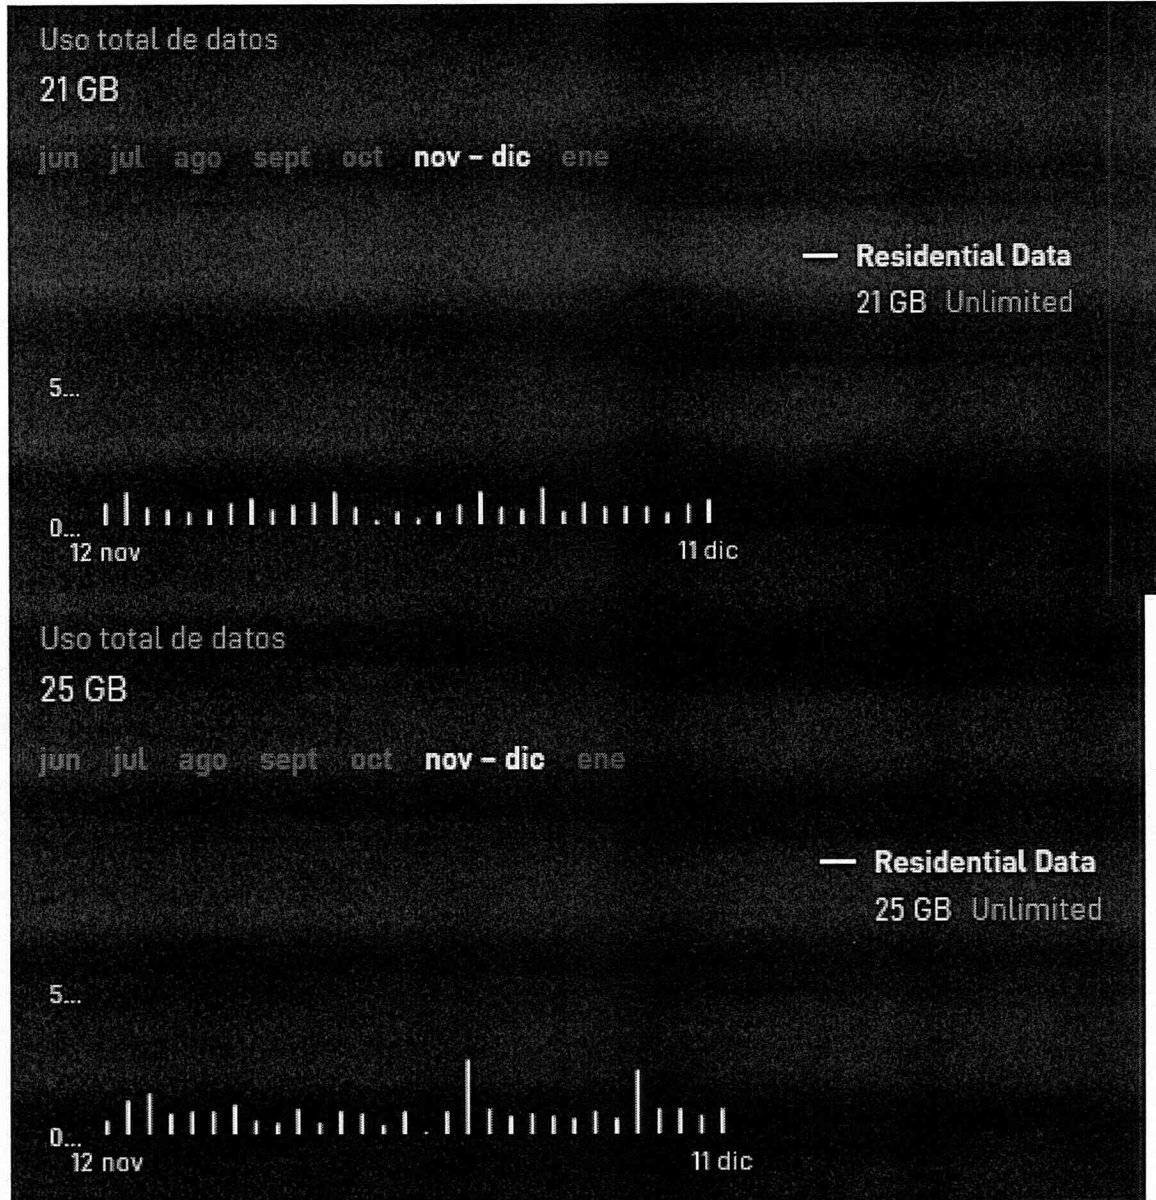 Uso total de datos
21 GB
jun jul ago sept oct nov – dic ene
Residential Data
21 GB Unlimited
5...
0...
12 nov 11 dic
Uso total de datos
25 GB
jun jul ago sept oct nov – dic ene
Residential Data
25 GB Unlimited
5...
0...
12 nov 11 dic